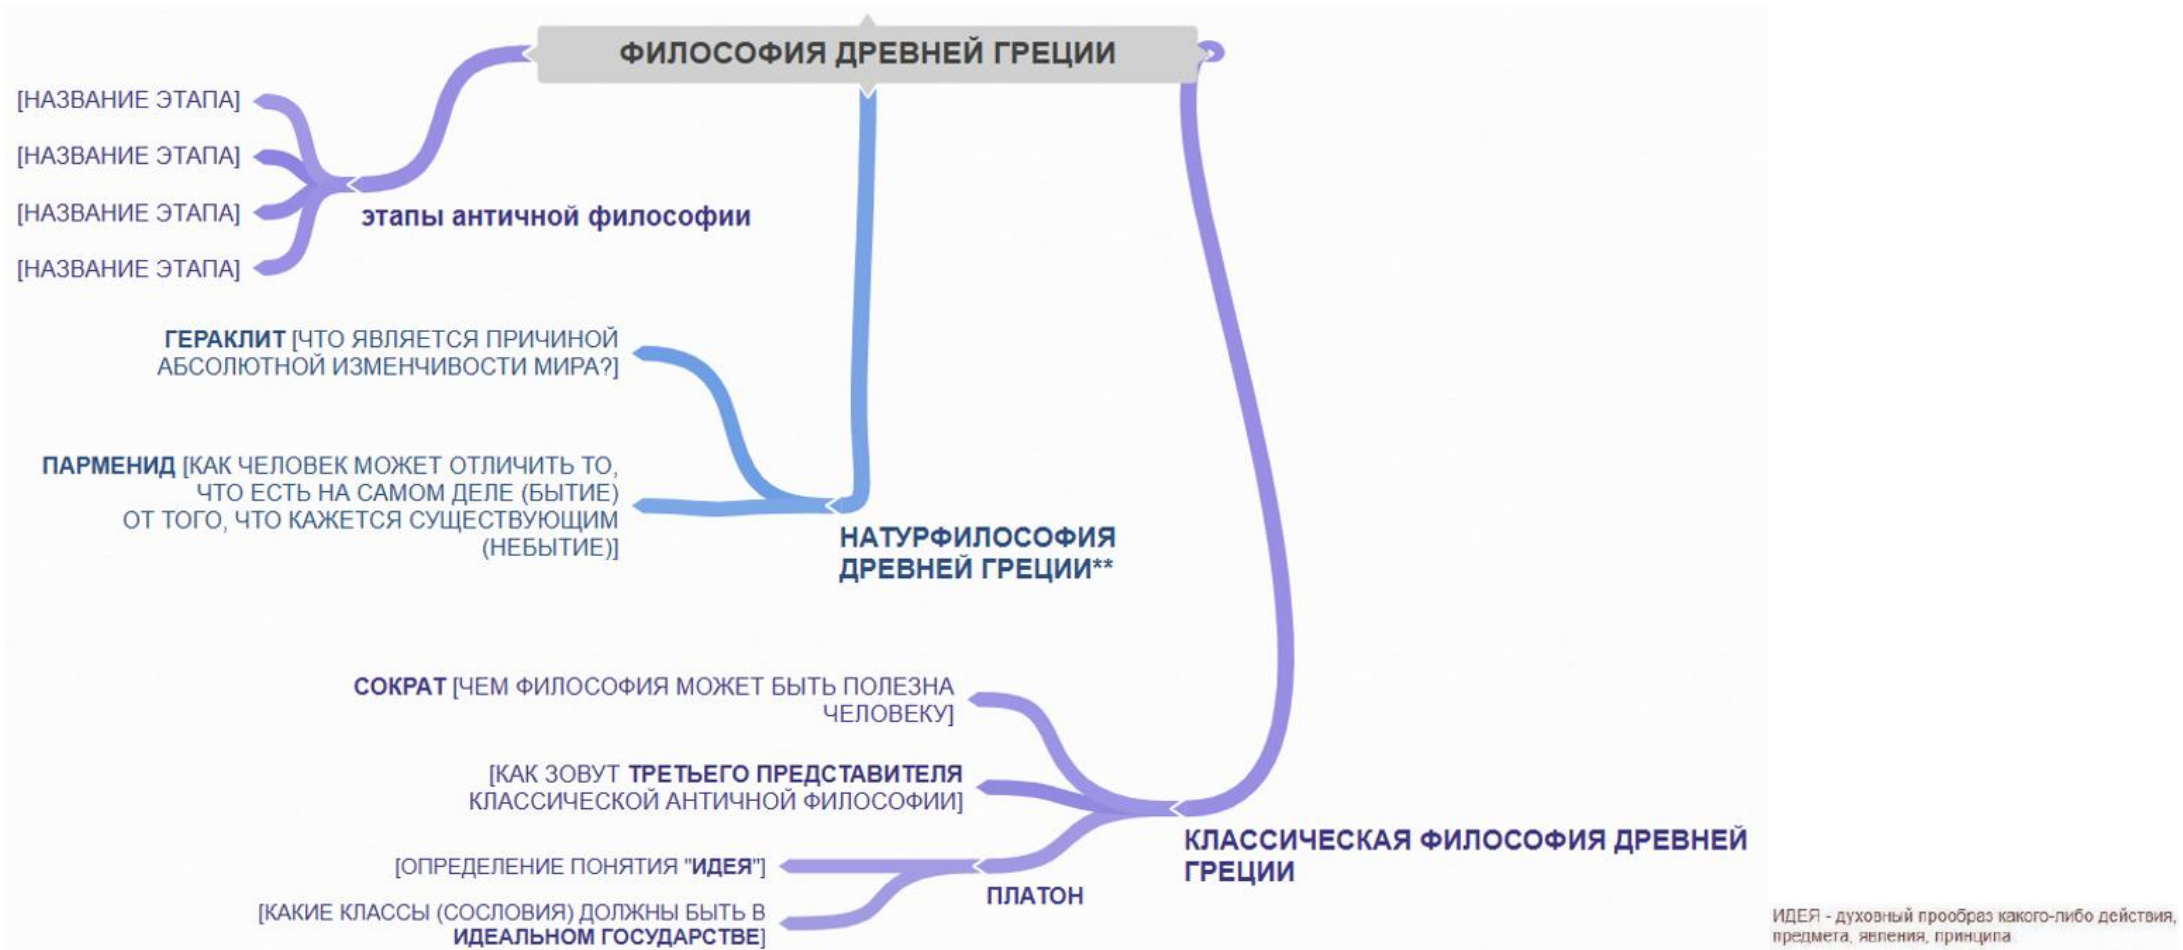 ФИЛОСОФИЯ ДРЕВНЕЙ ГРЕЦИИ
[НАЗВАНИЕ ЭТАПА]
[НАЗВАНИЕ ЭТАПА]
[НАЗВАНИЕ ЭТАПА]
[НАЗВАНИЕ ЭТАПА]
этапы античной философии
ГЕРАКЛИТ [ЧТО ЯВЛЯЕТСЯ ПРИЧИНОЙ
АБСОЛЮТНОЙ ИЗМЕНЧИВОСТИ МИРА?]
ПАРМЕНИД [КАК ЧЕЛОВЕК МОЖЕТ ОТЛИЧИТЬ ТО,
ЧТО ЕСТЬ НА САМОМ ДЕЛЕ (БЫТИЕ)
ОТ ТОГО, ЧТО КАЖЕТСЯ СУЩЕСТВУЮЩИМ
(НЕБЫТИЕ)]
НАТУРФИЛОСОФИЯ
ДРЕВНЕЙ ГРЕЦИИ**
СОКРАТ [ЧЕМ ФИЛОСОФИЯ МОЖЕТ БЫТЬ ПОЛЕЗНА
ЧЕЛОВЕКУ]
[КАК ЗОВУТ ТРЕТЬЕГО ПРЕДСТАВИТЕЛЯ
КЛАССИЧЕСКОЙ АНТИЧНОЙ ФИЛОСОФИИ]
КЛАССИЧЕСКАЯ ФИЛОСОФИЯ ДРЕВНЕЙ
ГРЕЦИИ
[ОПРЕДЕЛЕНИЕ ПОНЯТИЯ "ИДЕЯ"]
ПЛАТОН
[КАКИЕ КЛАССЫ (СОСЛОВИЯ) ДОЛЖНЫ БЫТЬ В
ИДЕАЛЬНОМ ГОСУДАРСТВЕ]
ИДЕЯ - духовный прообраз какого-либо действия,
предмета, явления, принципа